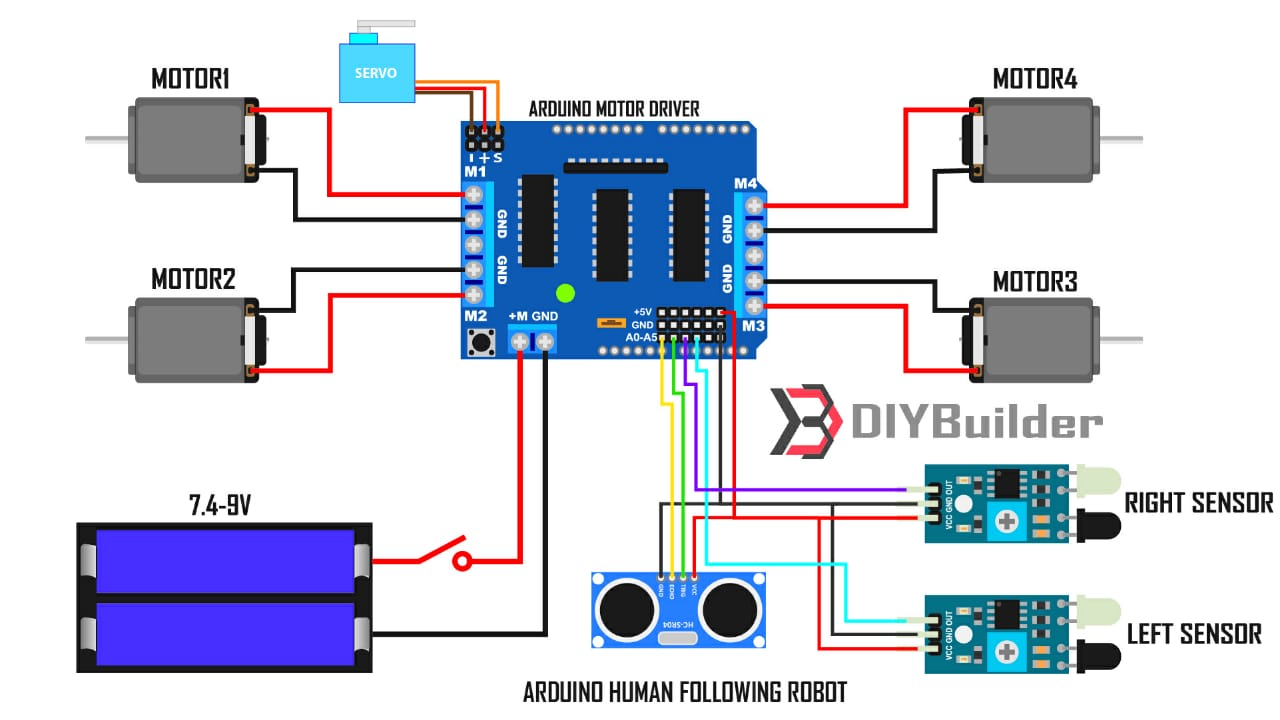 SERVO
MOTOR1
MOTOR4
ARDUINO MOTOR DRIVER
I + S
M1
M4
GND
GND
GND
GND
MOTOR2
MOTOR3
M2
+M GND
+5V
GND
A0-A5
M3
DIYBuilder
7.4-9V
VCC GND OUT
RIGHT SENSOR
GND
ECHO
TRIG
VCC
HC-SR04
VCC GND OUT
LEFT SENSOR
ARDUINO HUMAN FOLLOWING ROBOT